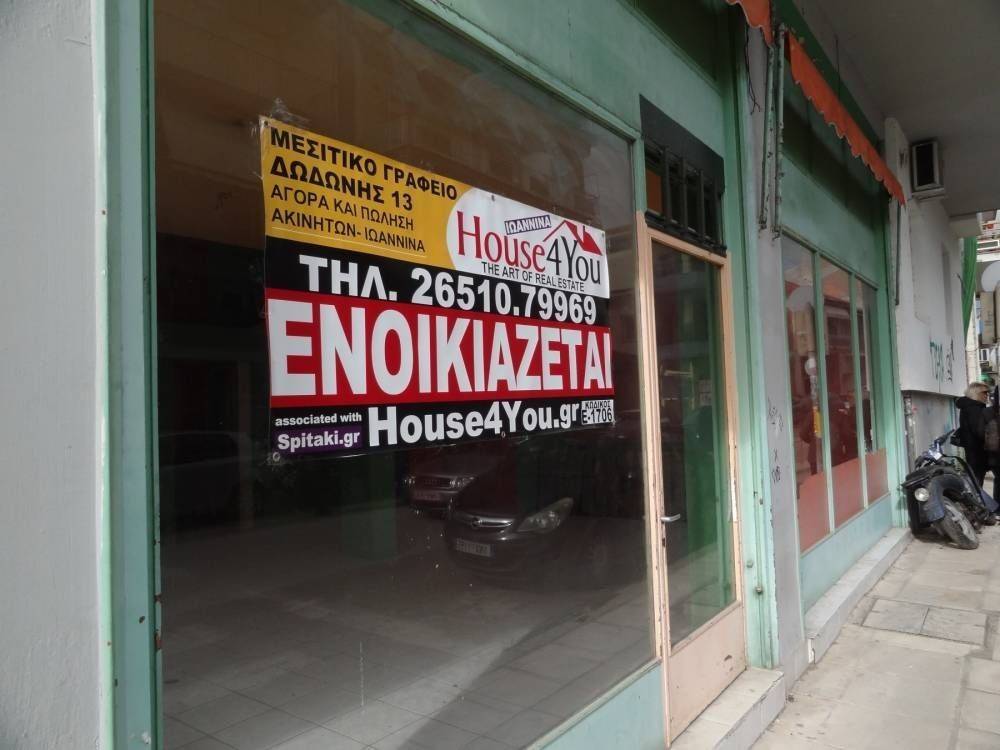 ΜΕΣΙΤΙΚΟ ΓΡΑΦΕΙΟ
ΔΩΔΩΝΗΣ 13
ΑΓΟΡΑ ΚΑΙ ΠΩΛΗΣΗ
ΑΚΙΝΗΤΩΝ- ΙΩΑΝΝΙΝΑ
ΙΩΑΝΝΙΝΑ
House4You
THE ART OF REAL ESTATE
ΤΗΛ. 26510.79969
ΕΝΟΙΚΙΑΖΕΤΑΙ
associated with
Spitaki.gr
House4You.gr
ΚΩΔΙΚΟΣ
Ε-1706